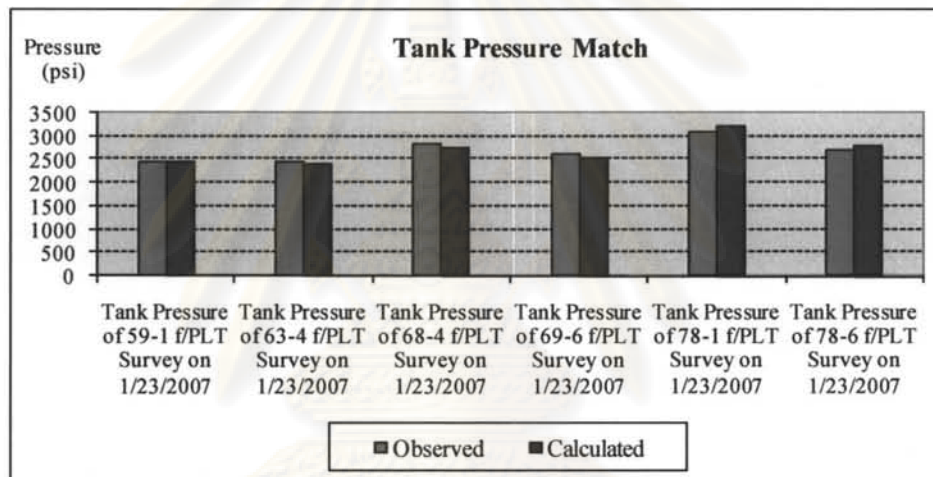 Tank Pressure Match
Pressure
(psi)
3500
3000
2500
2000
1500
1000
500
0
Tank Pressure
of 59-1 f/PLT
Survey on
1/23/2007
Tank Pressure
of 63-4 f/PLT
Survey on
1/23/2007
Tank Pressure
of 68-4 f/PLT
Survey on
1/23/2007
Tank Pressure
of 69-6 f/PLT
Survey on
1/23/2007
Tank Pressure
of 78-1 f/PLT
Survey on
1/23/2007
Tank Pressure
of 78-6 f/PLT
Survey on
1/23/2007
Observed
Calculated